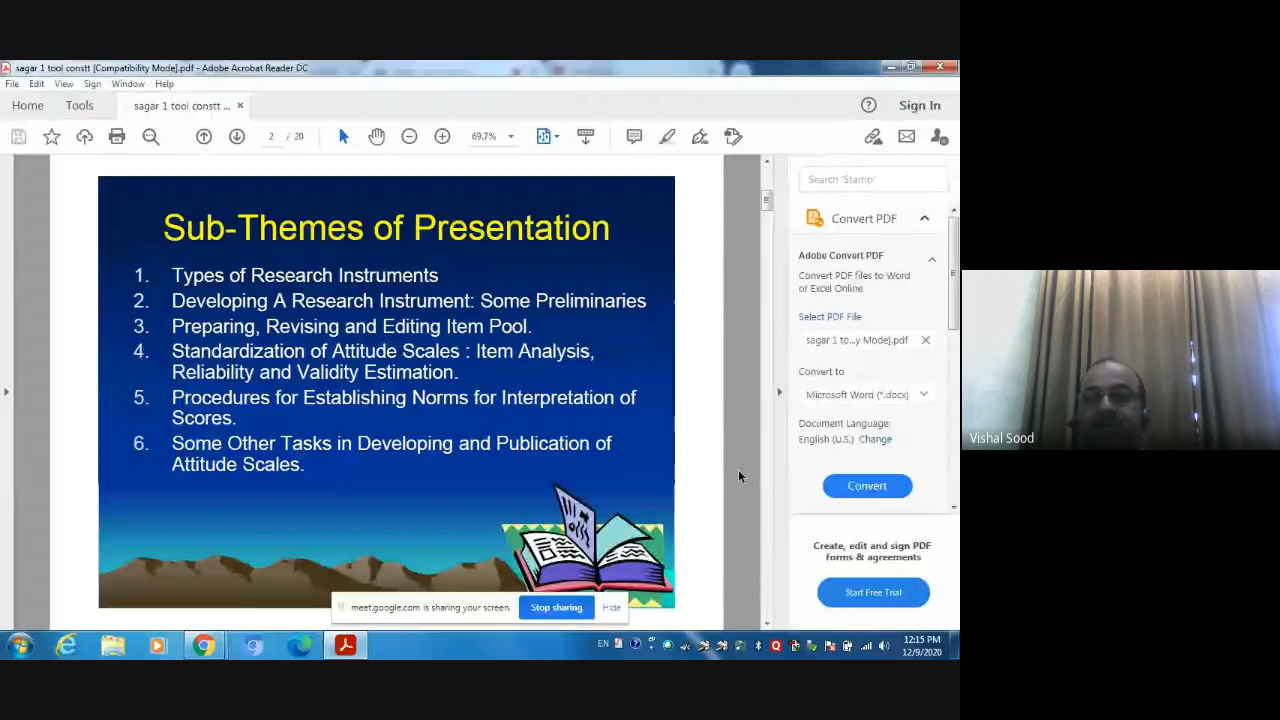 sagar 1 tool constt [Compatibility Mode].pdf - Adobe Acrobat Reader DC
File Edit View Sign Window Help
Home Tools sagar 1 tool constt ... × Sign In
2 / 20 69.7%
Sub-Themes of Presentation
1. Types of Research Instruments
2. Developing A Research Instrument: Some Preliminaries
3. Preparing, Revising and Editing Item Pool.
4. Standardization of Attitude Scales : Item Analysis,
Reliability and Validity Estimation.
5. Procedures for Establishing Norms for Interpretation of
Scores.
6. Some Other Tasks in Developing and Publication of
Attitude Scales.
Search 'Stamp'
Convert PDF
Adobe Convert PDF
Convert PDF files to Word
or Excel Online
Select PDF File
sagar 1 to...y Mode].pdf
Convert to
Microsoft Word (*.docx)
Document Language:
English (U.S.) Change
Convert
Create, edit and sign PDF
forms & agreements
Start Free Trial
meet.google.com is sharing your screen. Stop sharing Hide
EN
12:15 PM
12/9/2020
Vishal Sood